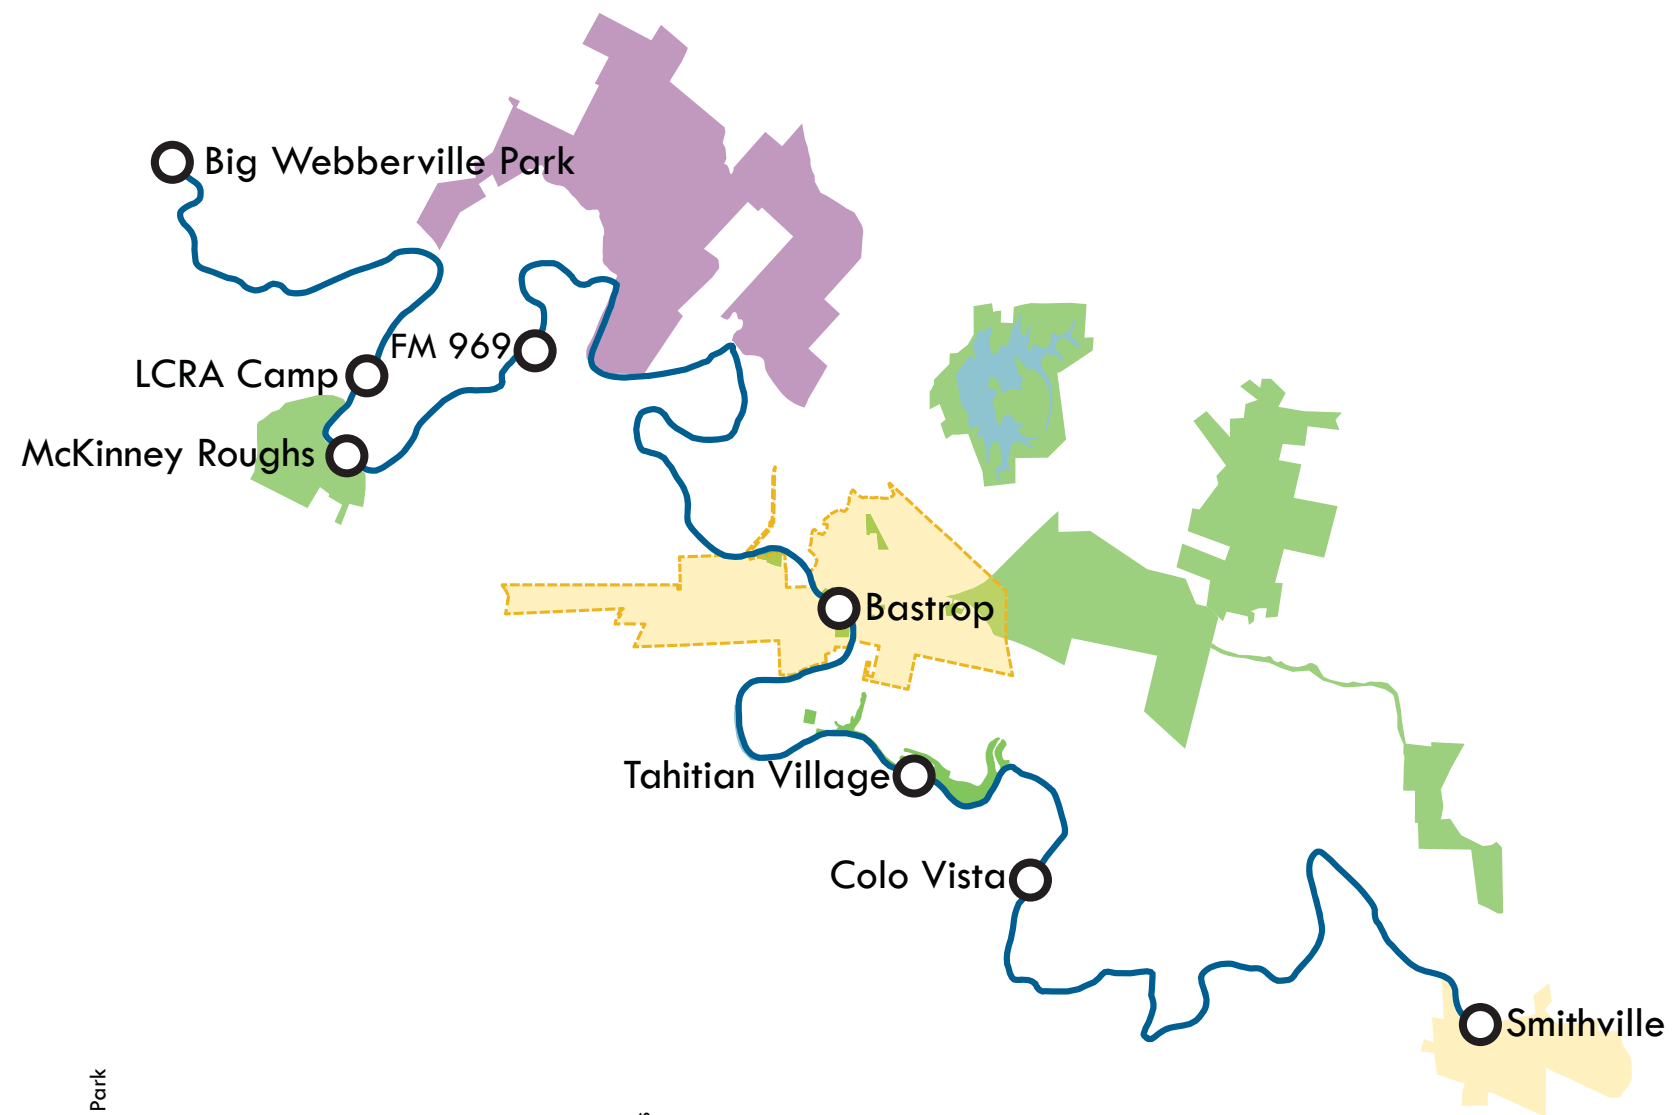 Big Webberville Park
FM 969
LCRA Camp
McKinney Roughs
Bastrop
Tahitian Village
Colo Vista
Smithville
Park